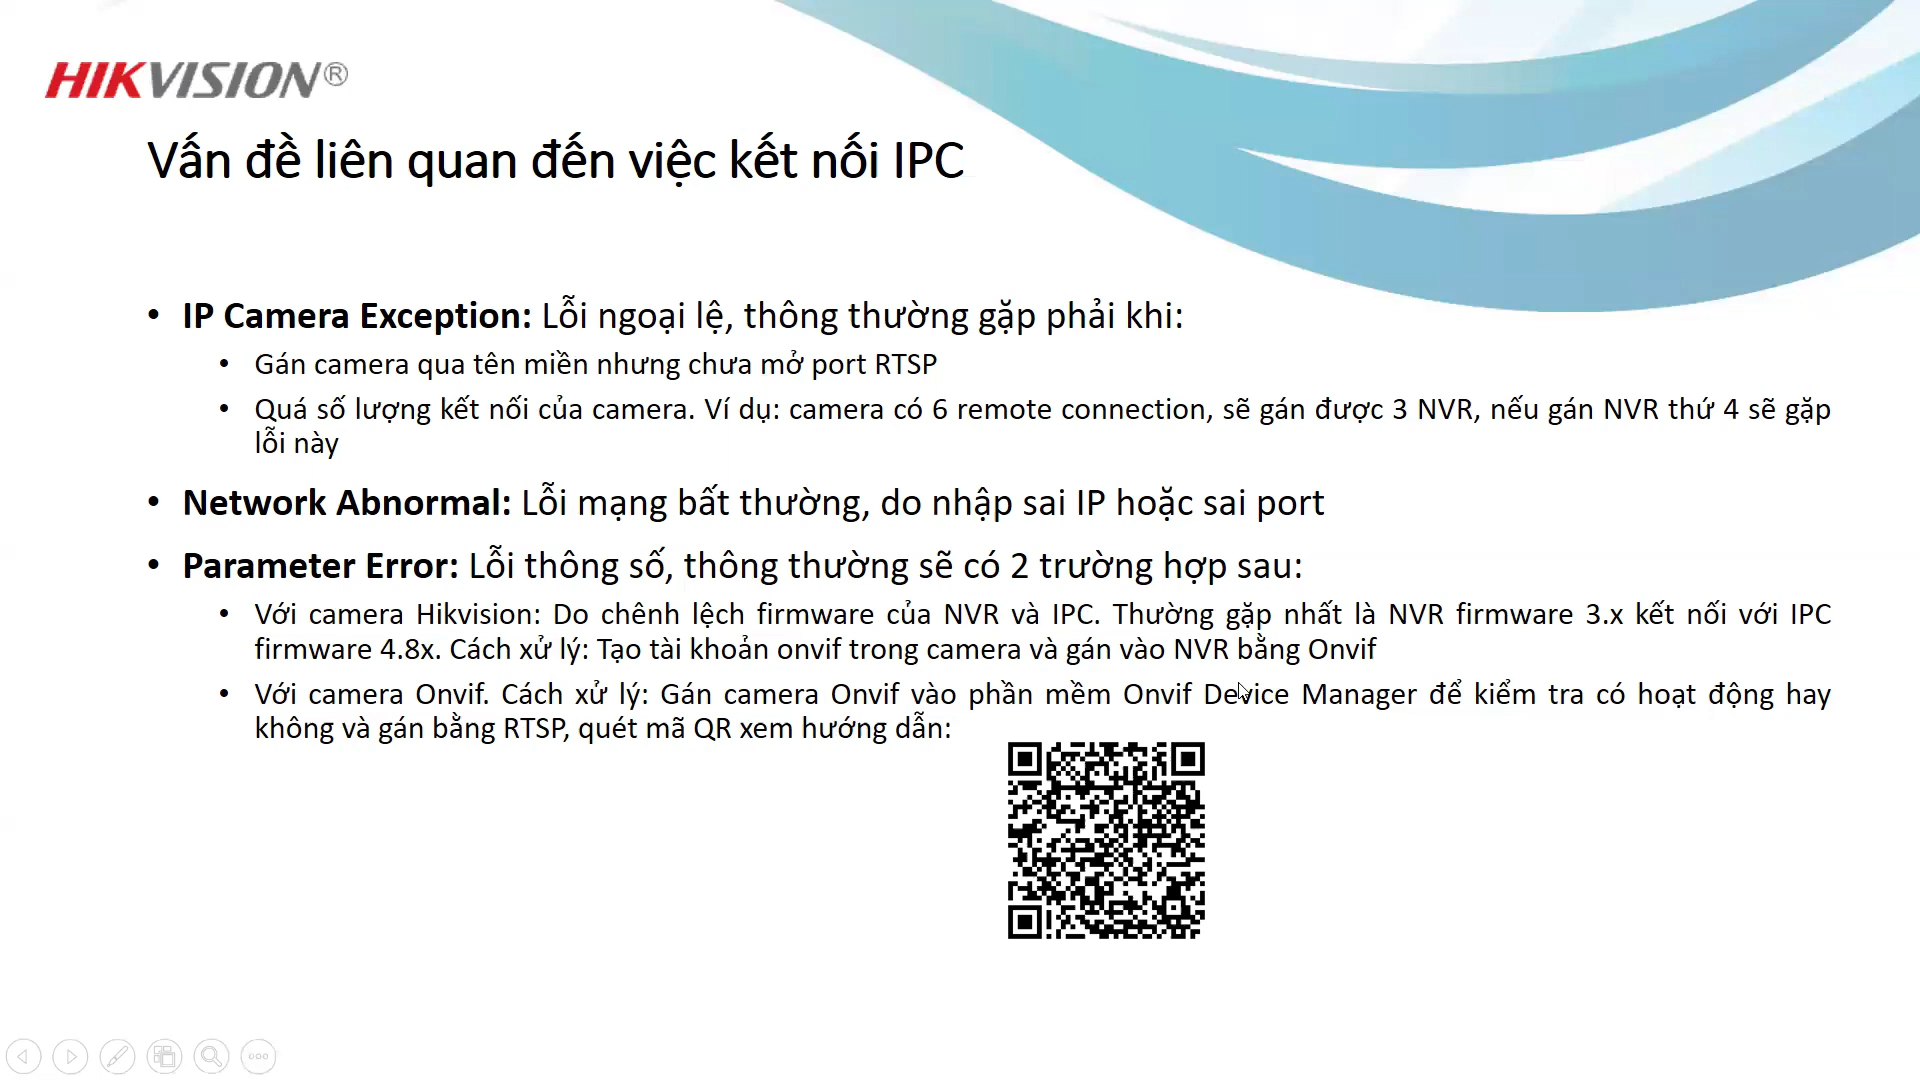 HIKVISION®
Vấn đề liên quan đến việc kết nối IPC
• IP Camera Exception: Lỗi ngoại lệ, thông thường gặp phải khi:
• Gán camera qua tên miền nhưng chưa mở port RTSP
• Quá số lượng kết nối của camera. Ví dụ: camera có 6 remote connection, sẽ gán được 3 NVR, nếu gán NVR thứ 4 sẽ gặp
lỗi này
• Network Abnormal: Lỗi mạng bất thường, do nhập sai IP hoặc sai port
• Parameter Error: Lỗi thông số, thông thường sẽ có 2 trường hợp sau:
• Với camera Hikvision: Do chênh lệch firmware của NVR và IPC. Thường gặp nhất là NVR firmware 3.x kết nối với IPC
firmware 4.8x. Cách xử lý: Tạo tài khoản onvif trong camera và gán vào NVR bằng Onvif
• Với camera Onvif. Cách xử lý: Gán camera Onvif vào phần mềm Onvif Device Manager để kiểm tra có hoạt động hay
không và gán bằng RTSP, quét mã QR xem hướng dẫn: